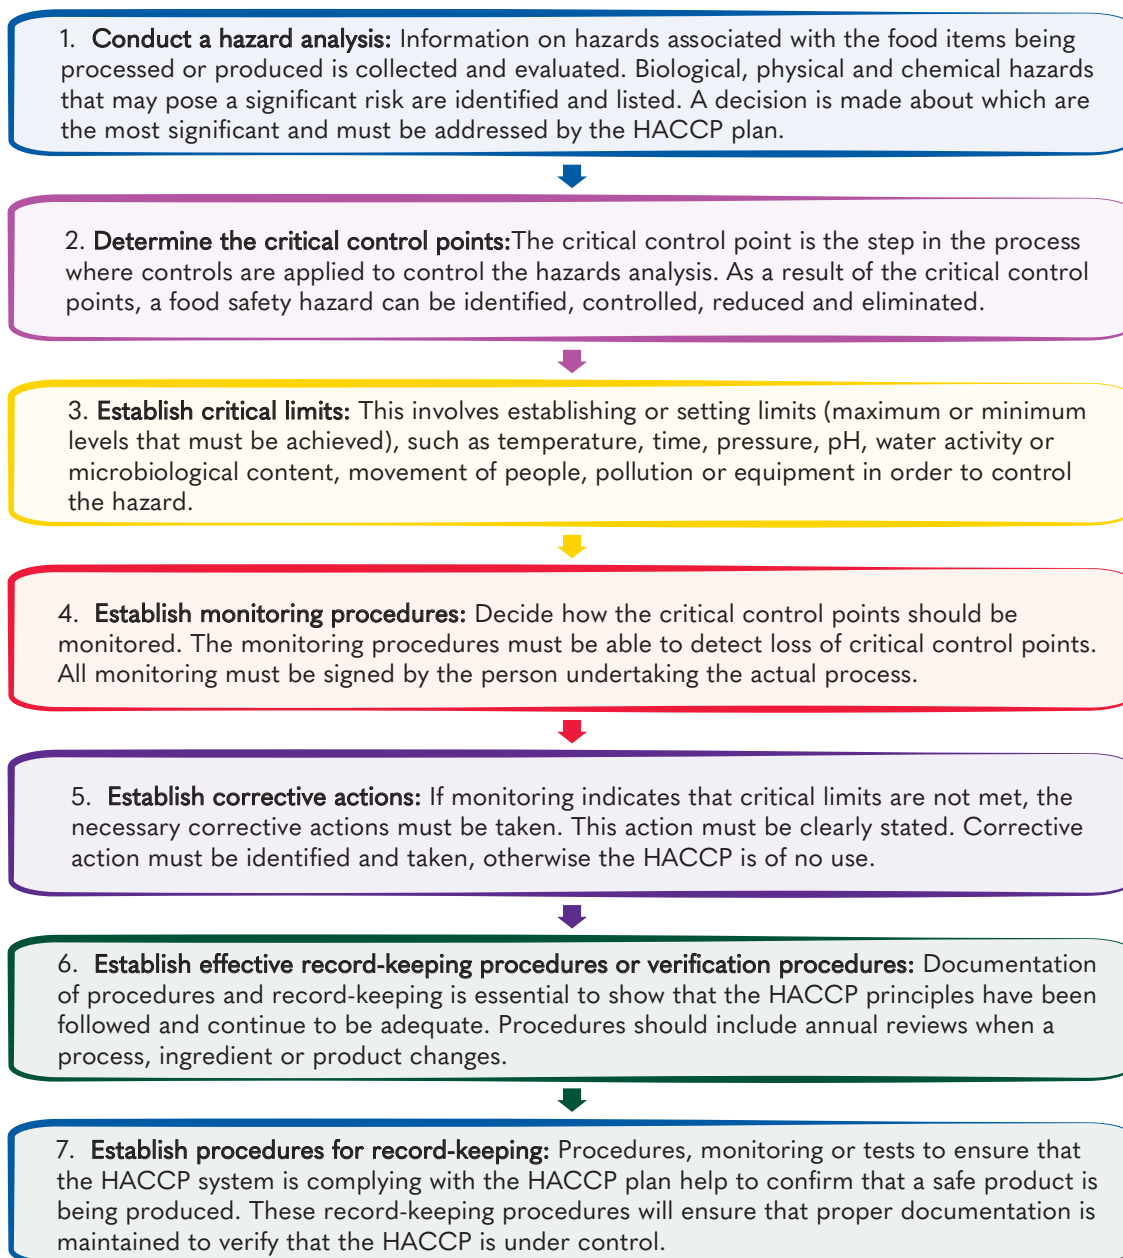 1. Conduct a hazard analysis: Information on hazards associated with the food items being
processed or produced is collected and evaluated. Biological, physical and chemical hazards
that may pose a significant risk are identified and listed. A decision is made about which are
the most significant and must be addressed by the HACCP plan.
2. Determine the critical control points:The critical control point is the step in the process
where controls are applied to control the hazards analysis. As a result of the critical control
points, a food safety hazard can be identified, controlled, reduced and eliminated.
3. Establish critical limits: This involves establishing or setting limits (maximum or minimum
levels that must be achieved), such as temperature, time, pressure, pH, water activity or
microbiological content, movement of people, pollution or equipment in order to control
the hazard.
4. Establish monitoring procedures: Decide how the critical control points should be
monitored. The monitoring procedures must be able to detect loss of critical control points.
All monitoring must be signed by the person undertaking the actual process.
5. Establish corrective actions: If monitoring indicates that critical limits are not met, the
necessary corrective actions must be taken. This action must be clearly stated. Corrective
action must be identified and taken, otherwise the HACCP is of no use.
6. Establish effective record-keeping procedures or verification procedures: Documentation
of procedures and record-keeping is essential to show that the HACCP principles have been
followed and continue to be adequate. Procedures should include annual reviews when a
process, ingredient or product changes.
7. Establish procedures for record-keeping: Procedures, monitoring or tests to ensure that
the HACCP system is complying with the HACCP plan help to confirm that a safe product is
being produced. These record-keeping procedures will ensure that proper documentation is
maintained to verify that the HACCP is under control.